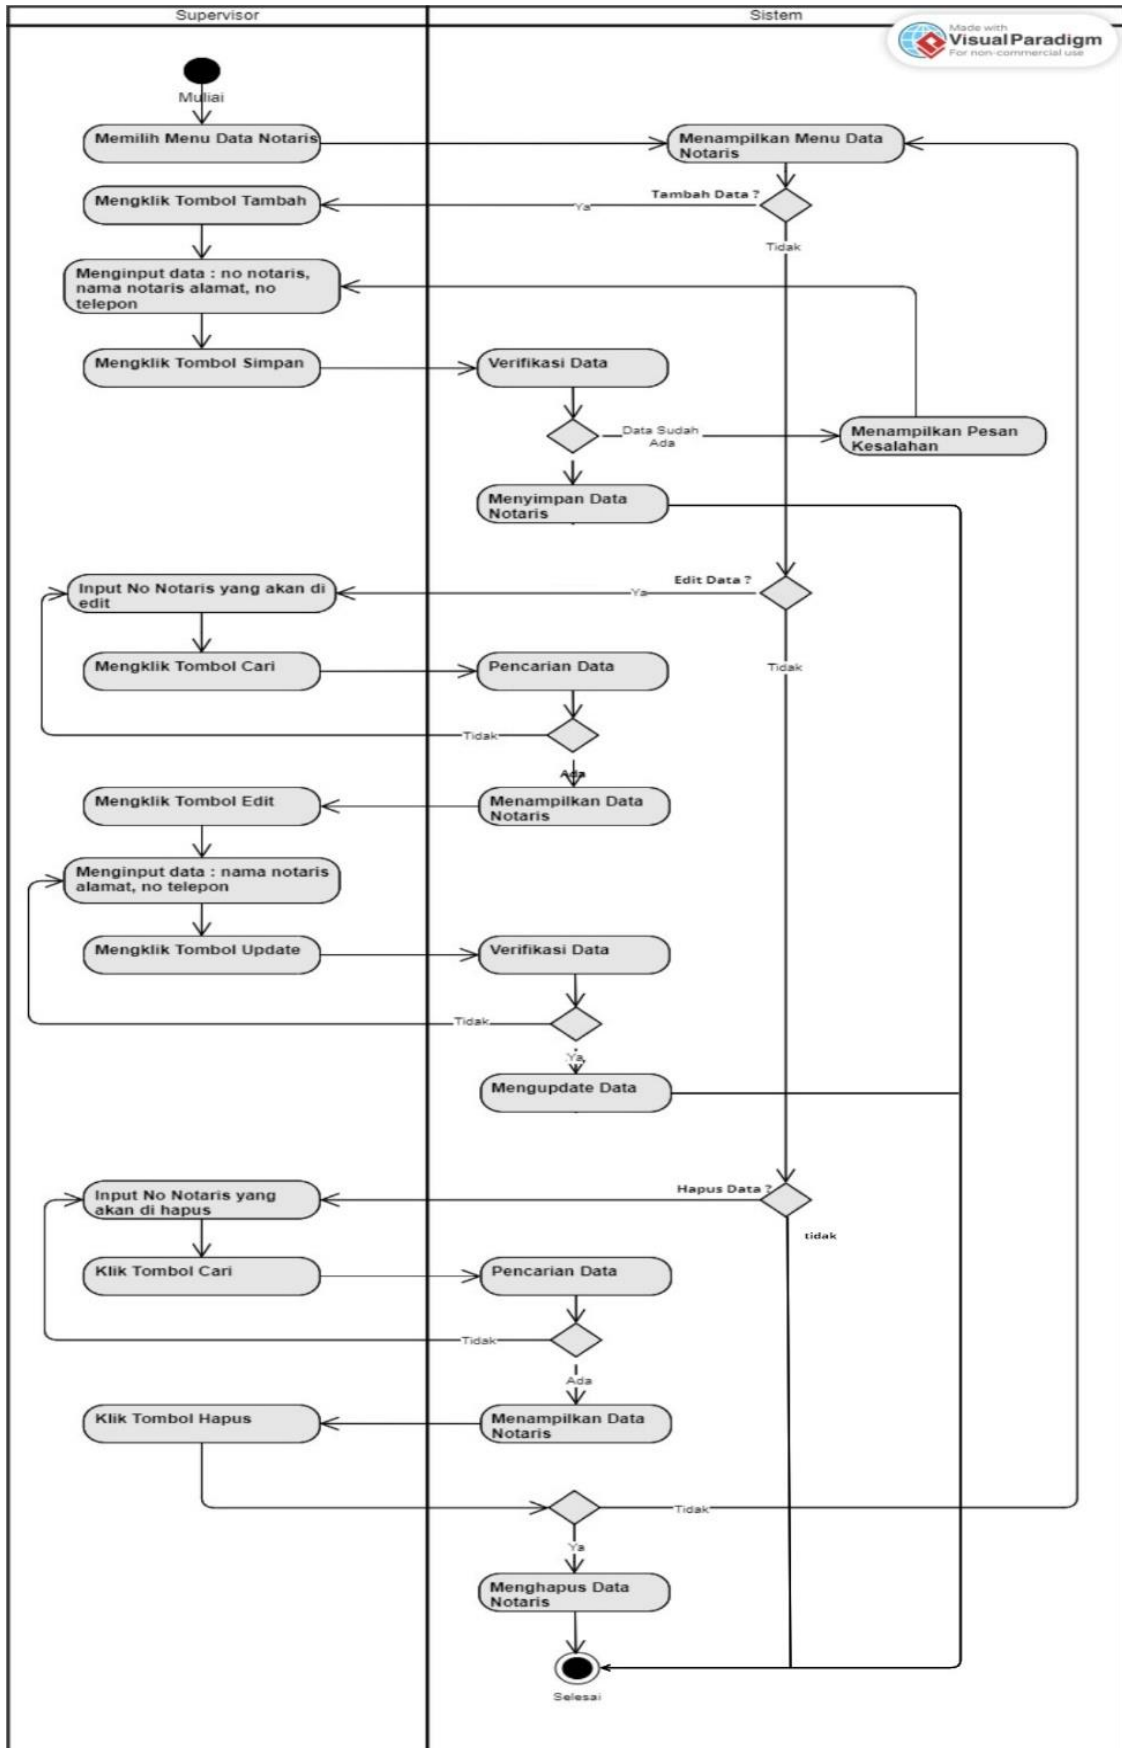 Supervisor
Sistem
Made with
Visual Paradigm
For non-commercial use
Muliai
Memilih Menu Data Notaris
Menampilkan Menu Data
Notaris
Mengklik Tombol Tambah
Ya
Tambah Data ?
Tidak
Menginput data : no notaris,
nama notaris alamat, no
telepon
Mengklik Tombol Simpan
Verifikasi Data
Data Sudah
Ada
Menampilkan Pesan
Kesalahan
Menyimpan Data
Notaris
Input No Notaris yang akan di
edit
Ya
Edit Data ?
Mengklik Tombol Cari
Pencarian Data
Tidak
Tidak
Ada
Mengklik Tombol Edit
Menampilkan Data
Notaris
Menginput data : nama notaris
alamat, no telepon
Mengklik Tombol Update
Verifikasi Data
Tidak
Ya
Mengupdate Data
Input No Notaris yang
akan di hapus
Hapus Data ?
tidak
Klik Tombol Cari
Pencarian Data
Tidak
Ada
Klik Tombol Hapus
Menampilkan Data
Notaris
Tidak
Ya
Menghapus Data
Notaris
Selesai